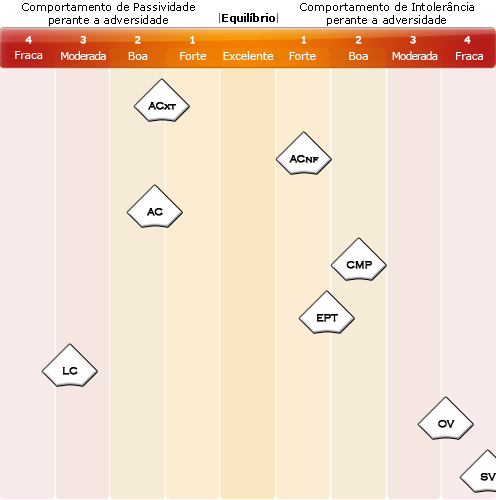 Comportamento de Passividade
perante a adversidade
|Equilíbrio|
Comportamento de Intolerância
perante a adversidade
4 3 2 1 1 2 3 4
Fraca Moderada Boa Forte Excelente Forte Boa Moderada Fraca
ACXT
ACNF
AC
CMP
EPT
LC
OV
SV